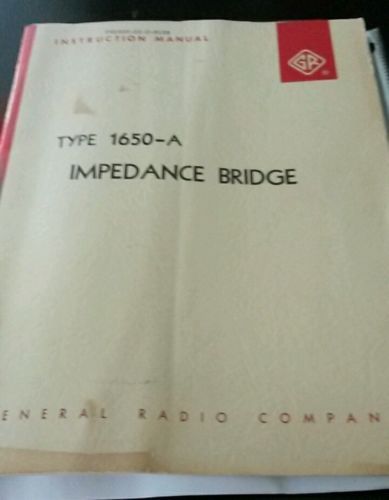 INSTRUCTION MANUAL
GR
TYPE 1650-A
IMPEDANCE BRIDGE
ENERAL RADIO COMPAN